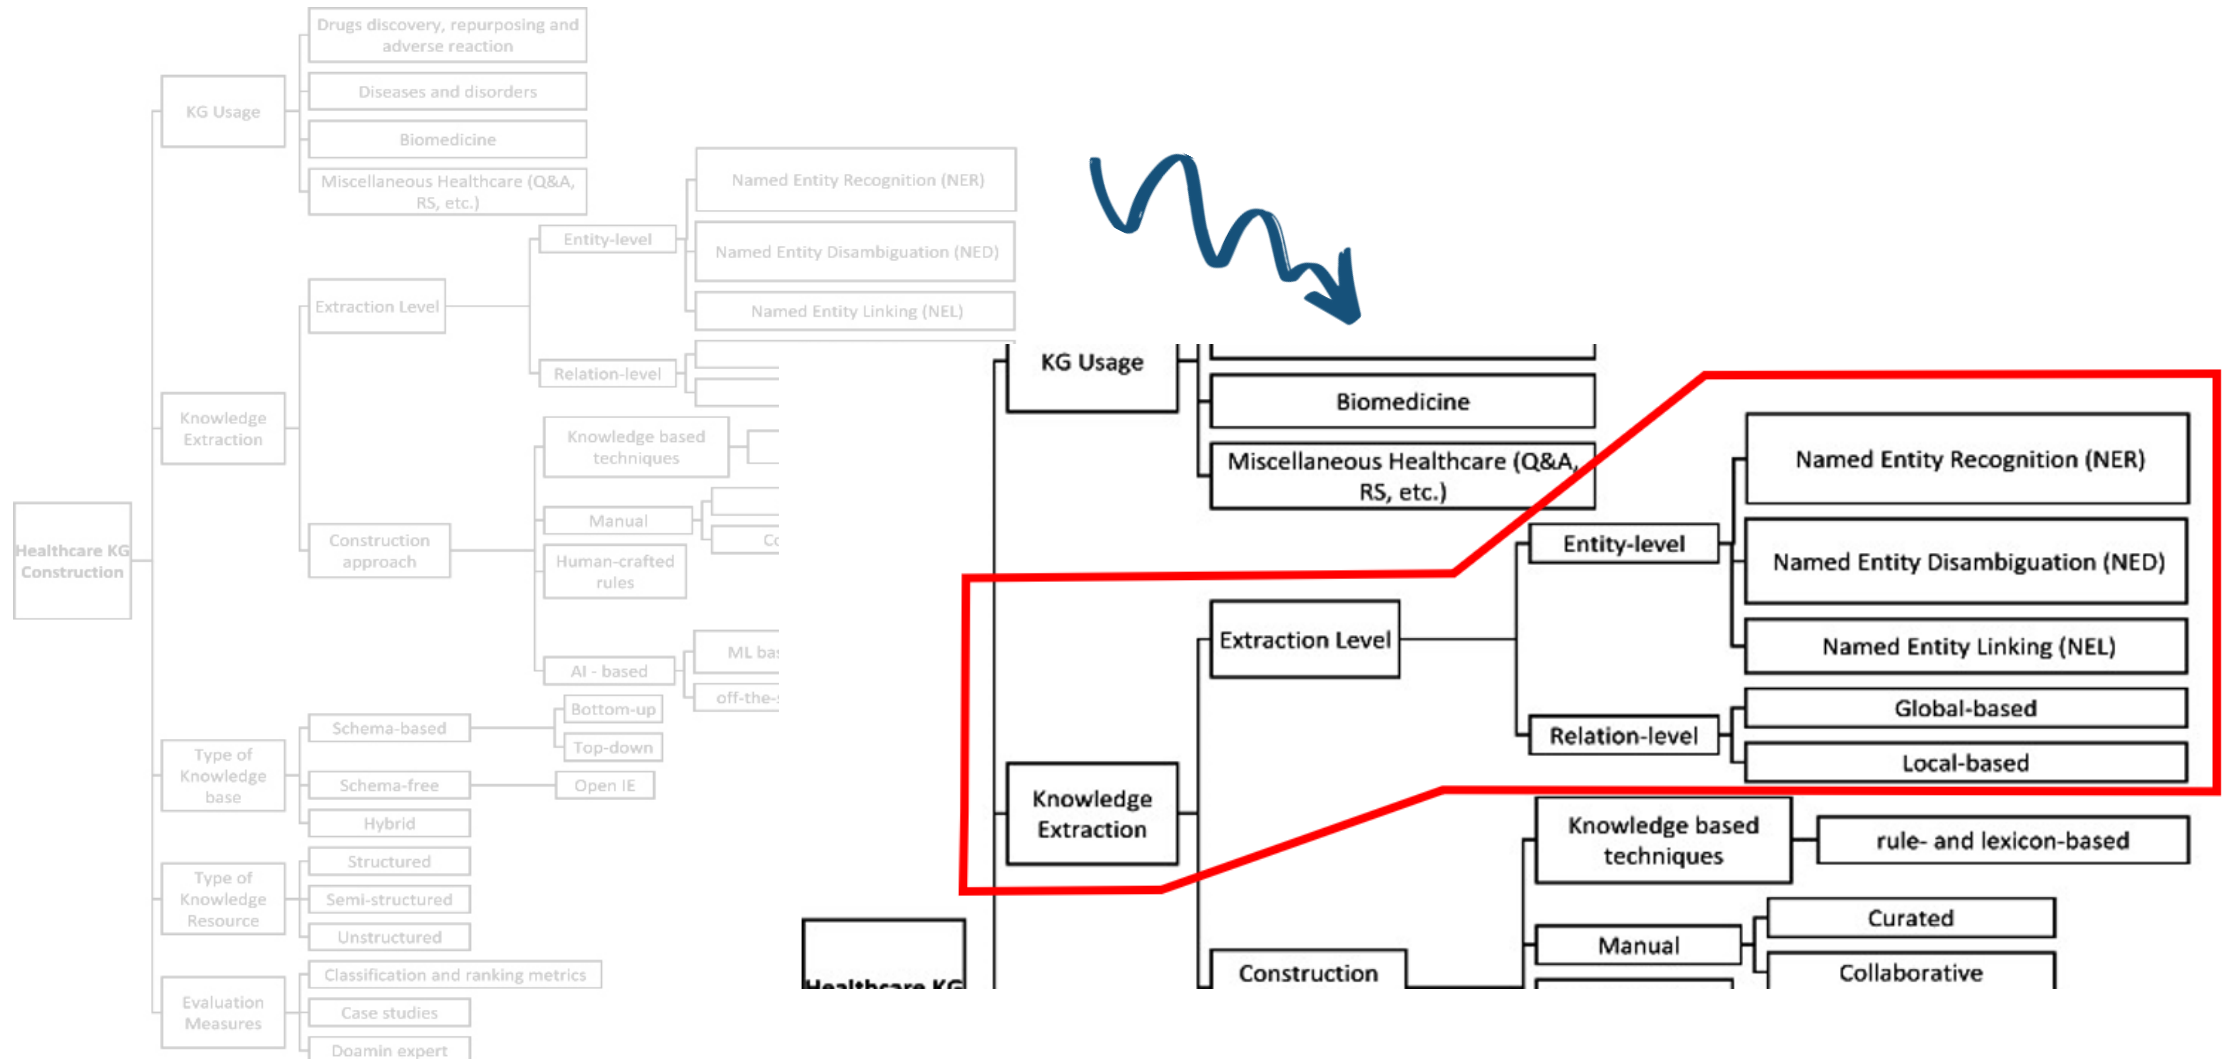 Drugs discovery, repurposing and
adverse reaction
KG Usage
Diseases and disorders
Biomedicine
Miscellaneous Healthcare (Q&A,
RS, etc.)
Named Entity Recognition (NER)
Entity-level
Named Entity Disambiguation (NED)
Extraction Level
Named Entity Linking (NEL)
Relation-level
Knowledge
Extraction
Knowledge based
techniques
Manual
Construction
approach
Human-crafted
rules
Healthcare KG
Construction
AI - based
ML bas
off-the-s
Schema-based
Bottom-up
Top-down
Type of
Knowledge
base
Schema-free
Open IE
Hybrid
Type of
Knowledge
Resource
Structured
Semi-structured
Unstructured
Evaluation
Measures
Classification and ranking metrics
Case studies
Doamin expert
KG Usage
Biomedicine
Miscellaneous Healthcare (Q&A,
RS, etc.)
Named Entity Recognition (NER)
Entity-level
Named Entity Disambiguation (NED)
Extraction Level
Named Entity Linking (NEL)
Relation-level
Global-based
Local-based
Knowledge
Extraction
Knowledge based
techniques
rule- and lexicon-based
Manual
Curated
Collaborative
Construction
Healthcare KG